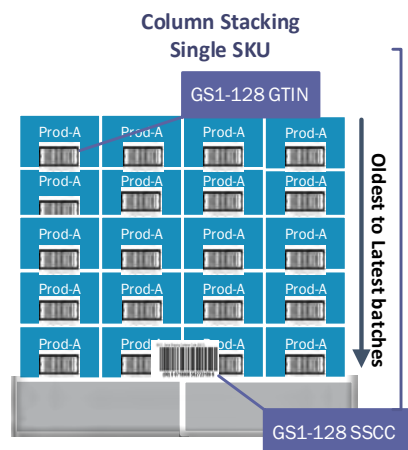 Column Stacking
Single SKU
GS1-128 GTIN
Prod-A Prod-A Prod-A Prod-A
Prod-A Prod-A Prod-A Prod-A
Prod-A Prod-A Prod-A Prod-A
Prod-A Prod-A Prod-A Prod-A
Prod-A Prod-A Prod-A Prod-A
Oldest to Latest batches
GS1-128 SSCC